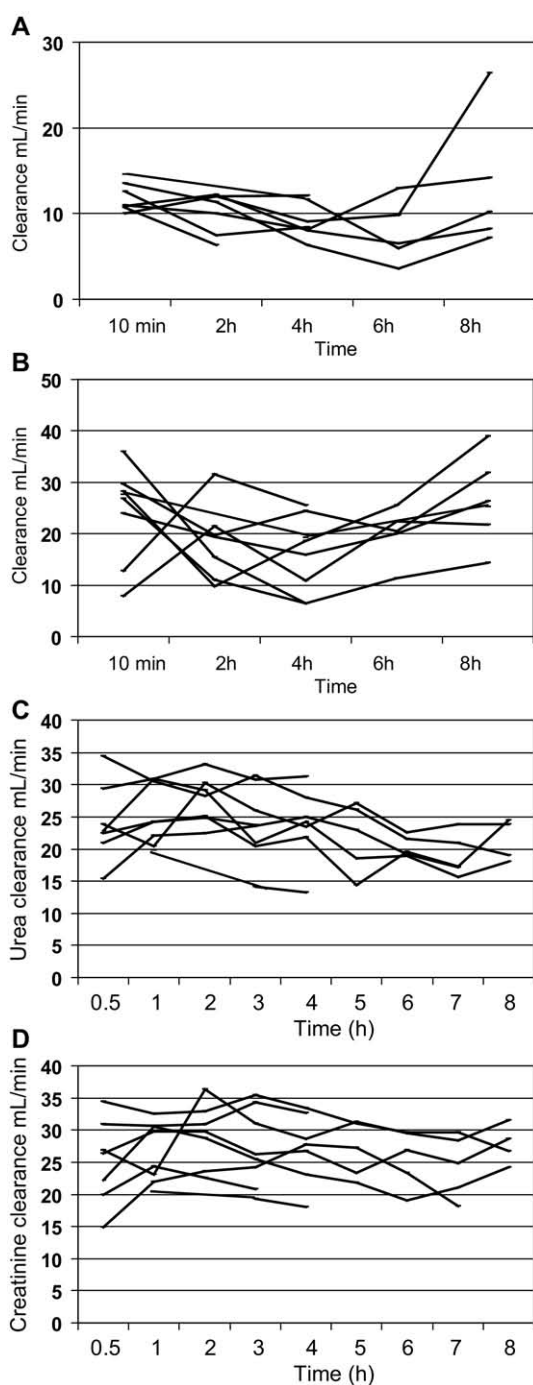 A
30
20
10
0
Clearance mL/min
10 min 2h 4h 6h 8h
Time
B
50
40
30
20
10
0
Clearance mL/min
10 min 2h 4h 6h 8h
Time
C
40
35
30
25
20
15
10
5
0
Urea clearance mL/min
0.5 1 2 3 4 5 6 7 8
Time (h)
D
40
35
30
25
20
15
10
5
0
Creatinine clearance mL/min
0.5 1 2 3 4 5 6 7 8
Time (h)